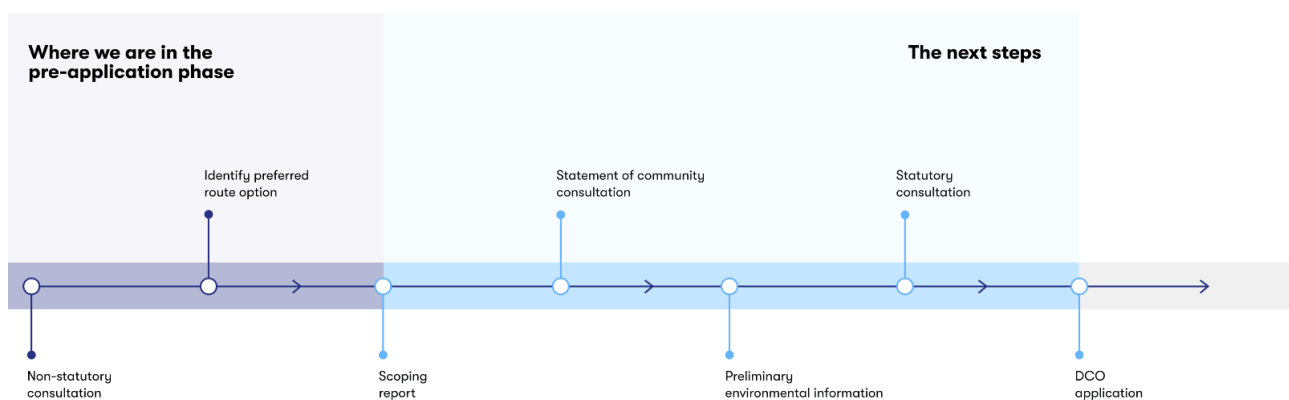 Where we are in the
pre-application phase
The next steps
Identify preferred
route option
Statement of community
consultation
Statutory
consultation
Non-statutory
consultation
Scoping
report
Preliminary
environmental information
DCO
application